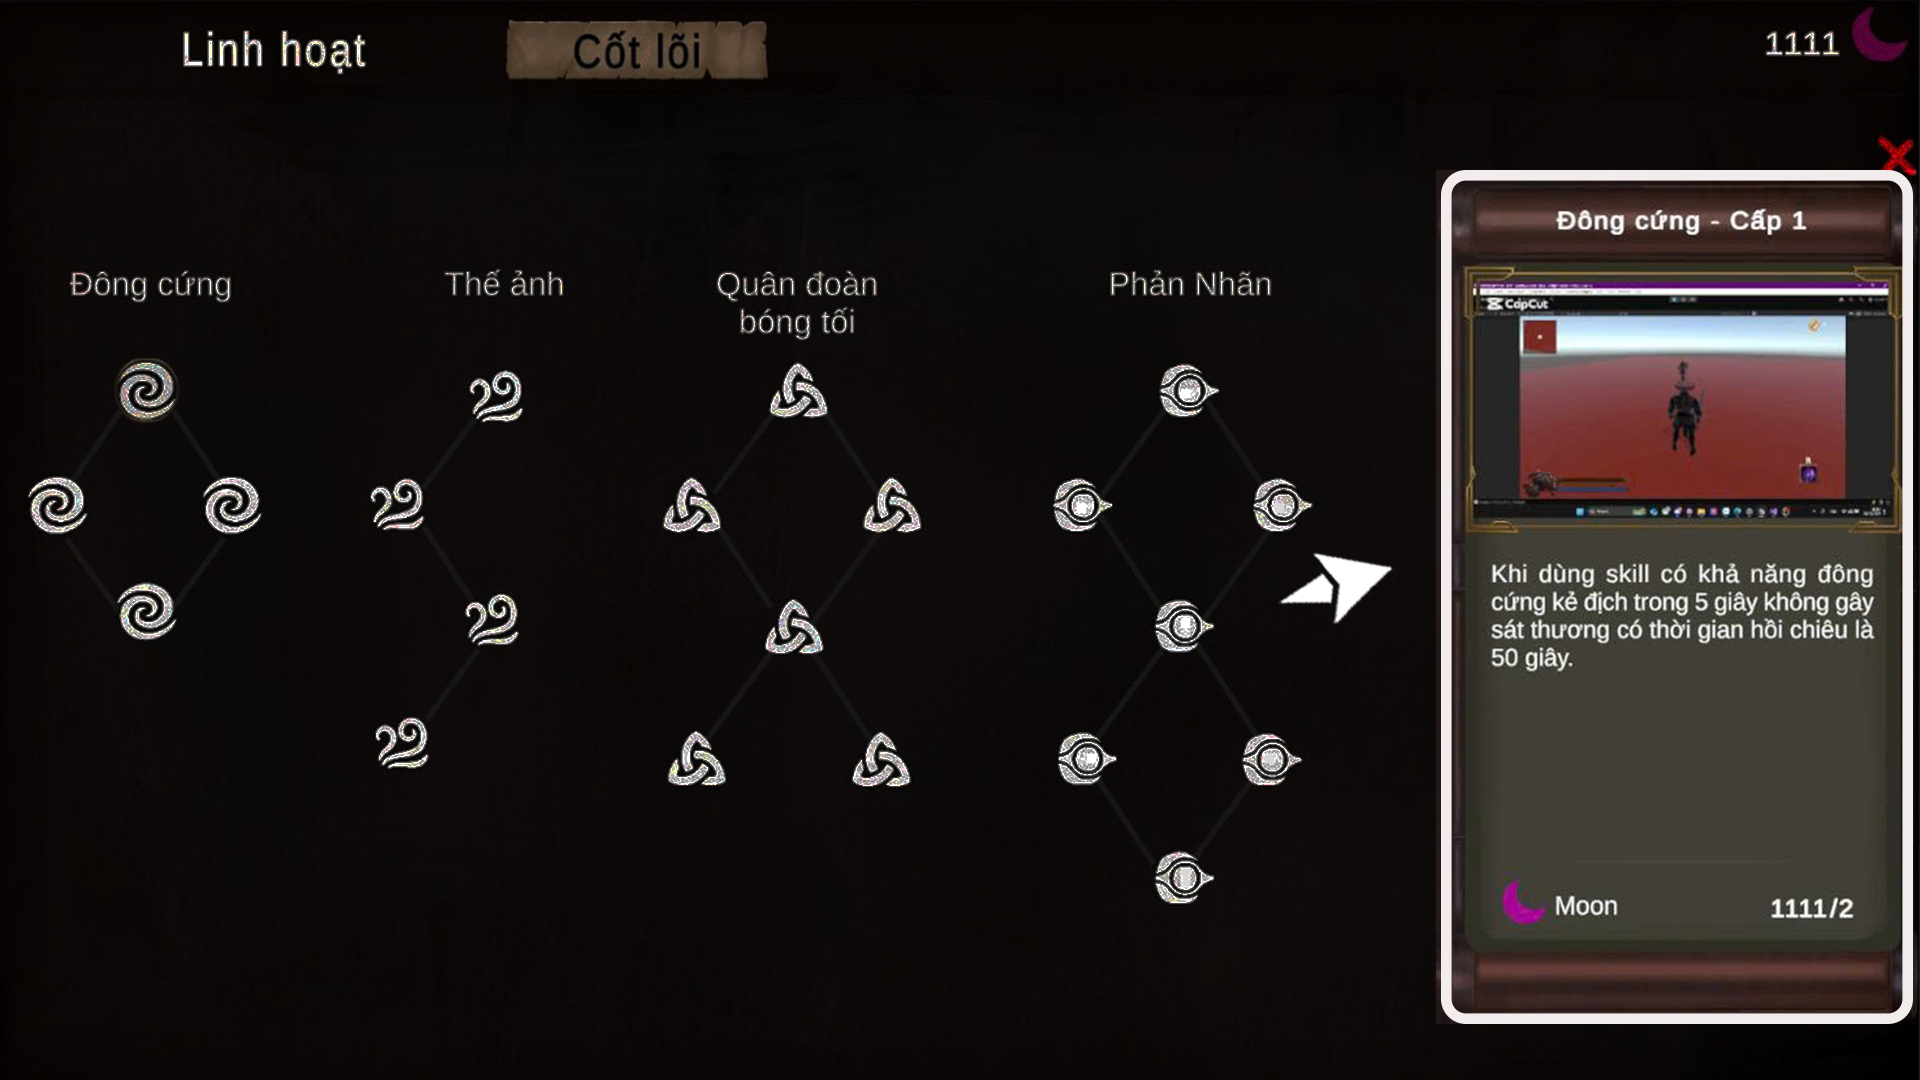 Linh hoạt
Cốt lõi
1111
Đông cứng
Thế ảnh
Quân đoàn
bóng tối
Phản Nhãn
Đông cứng - Cấp 1
CapCut
Khi dùng skill có khả năng đông
cứng kẻ địch trong 5 giây không gây
sát thương có thời gian hồi chiêu là
50 giây.
Moon
1111/2